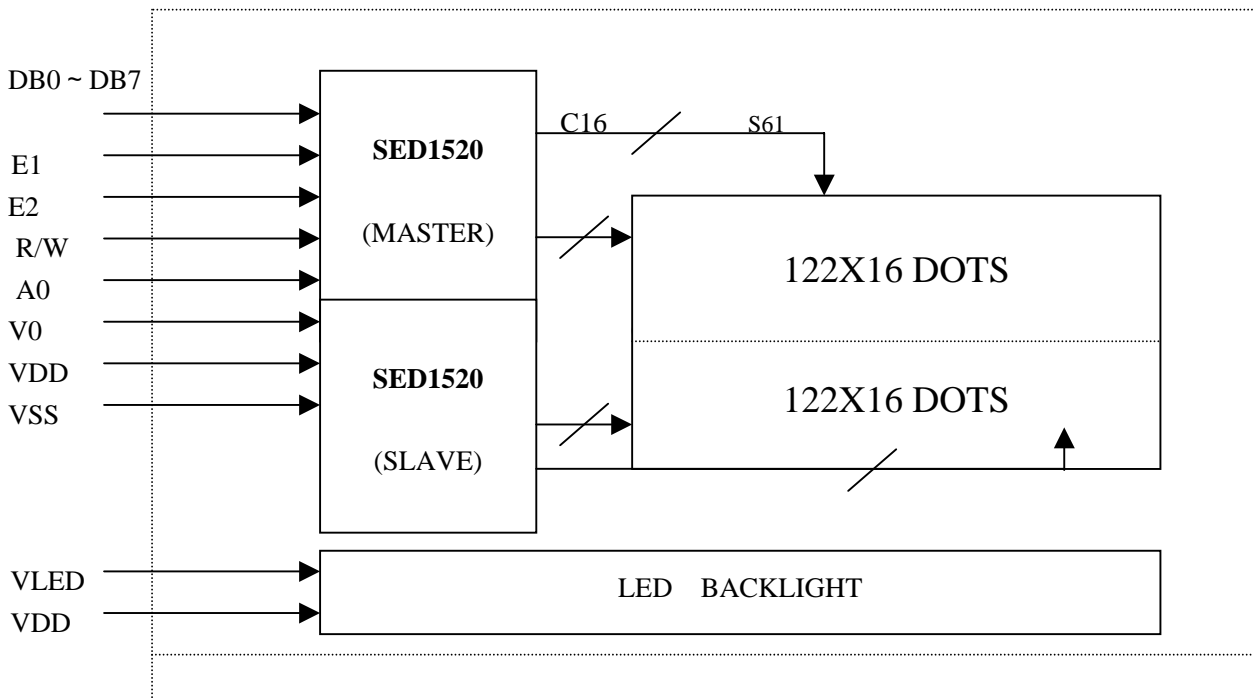 DB0 ~ DB7
E1
E2
R/W
A0
V0
VDD
VSS
SED1520
(MASTER)
SED1520
(SLAVE)
C16
S61
122X16 DOTS
122X16 DOTS
VLED
VDD
LED BACKLIGHT